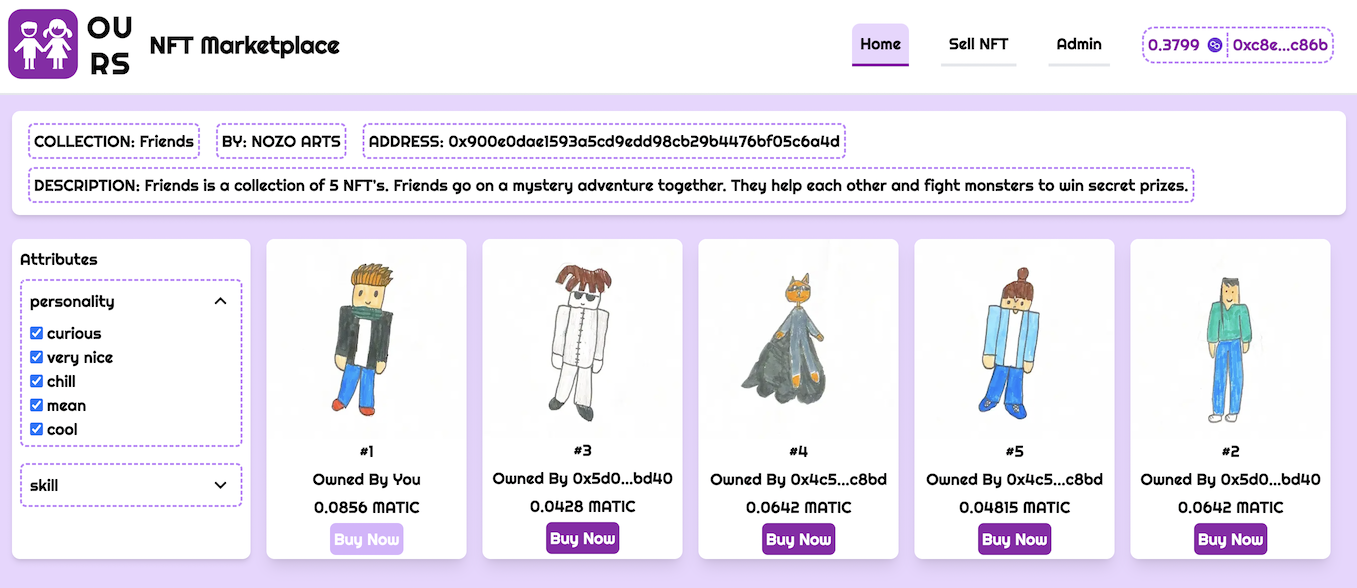 OU
RS
NFT Marketplace
Home
Sell NFT
Admin
0.3799
0xc8e...c86b
COLLECTION: Friends
BY: NOZO ARTS
ADDRESS: 0x900e0dae1593a5cd9edd98cb29b4476bf05c6a4d
DESCRIPTION: Friends is a collection of 5 NFT's. Friends go on a mystery adventure together. They help each other and fight monsters to win secret prizes.
Attributes
personality
curious
very nice
chill
mean
cool
skill
#1
Owned By You
0.0856 MATIC
Buy Now
#3
Owned By 0x5d0...bd40
0.0428 MATIC
Buy Now
#4
Owned By 0x4c5...c8bd
0.0642 MATIC
Buy Now
#5
Owned By 0x4c5...c8bd
0.04815 MATIC
Buy Now
#2
Owned By 0x5d0...bd40
0.0642 MATIC
Buy Now